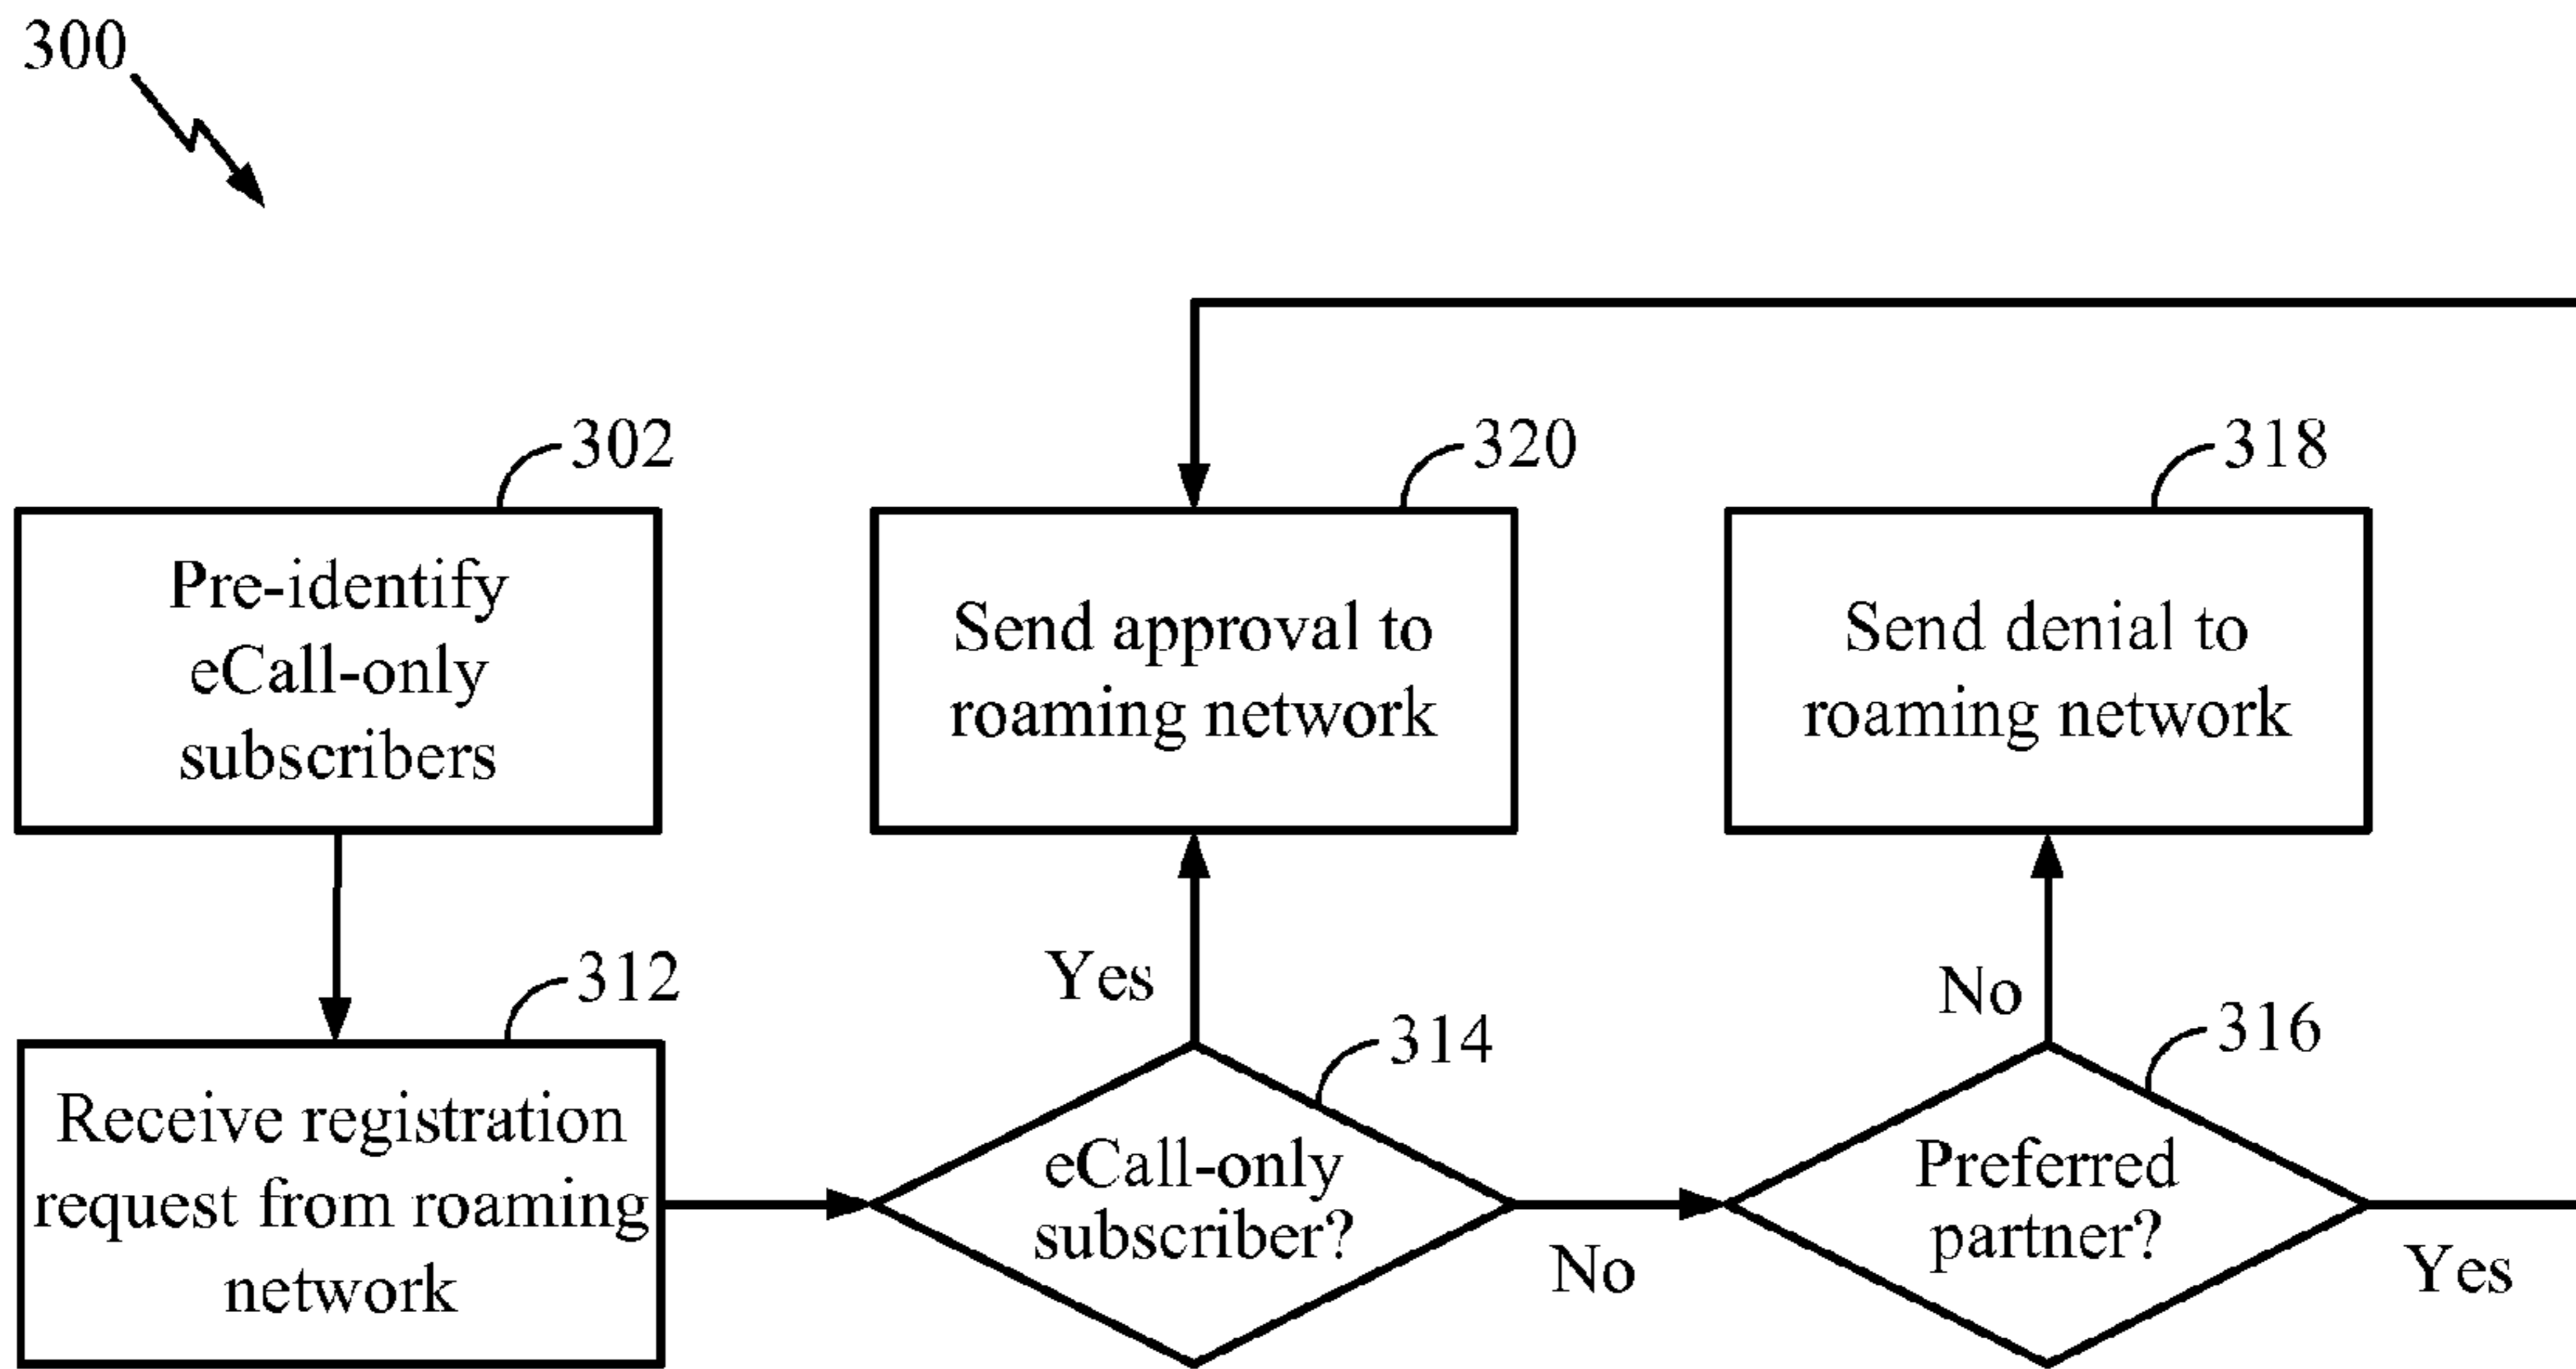 300
302
Pre-identify
eCall-only
subscribers
320
Send approval to
roaming network
318
Send denial to
roaming network
312
Receive registration
request from roaming
network
Yes
314
eCall-only
subscriber?
No
No
316
Preferred
partner?
Yes